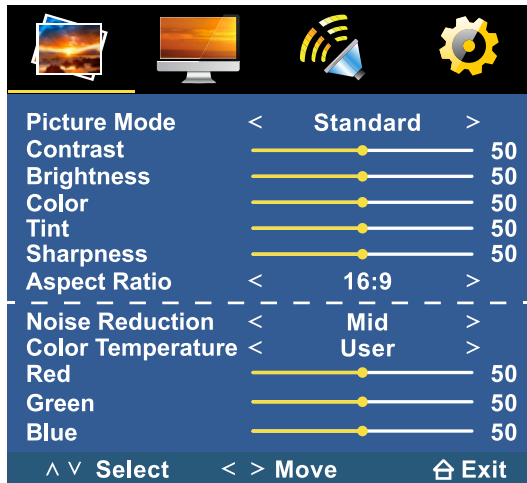 Picture Mode < Standard >
Contrast 50
Brightness 50
Color 50
Tint 50
Sharpness 50
Aspect Ratio < 16:9 >
Noise Reduction < Mid >
Color Temperature < User >
Red 50
Green 50
Blue 50
∧ ∨ Select < > Move Exit